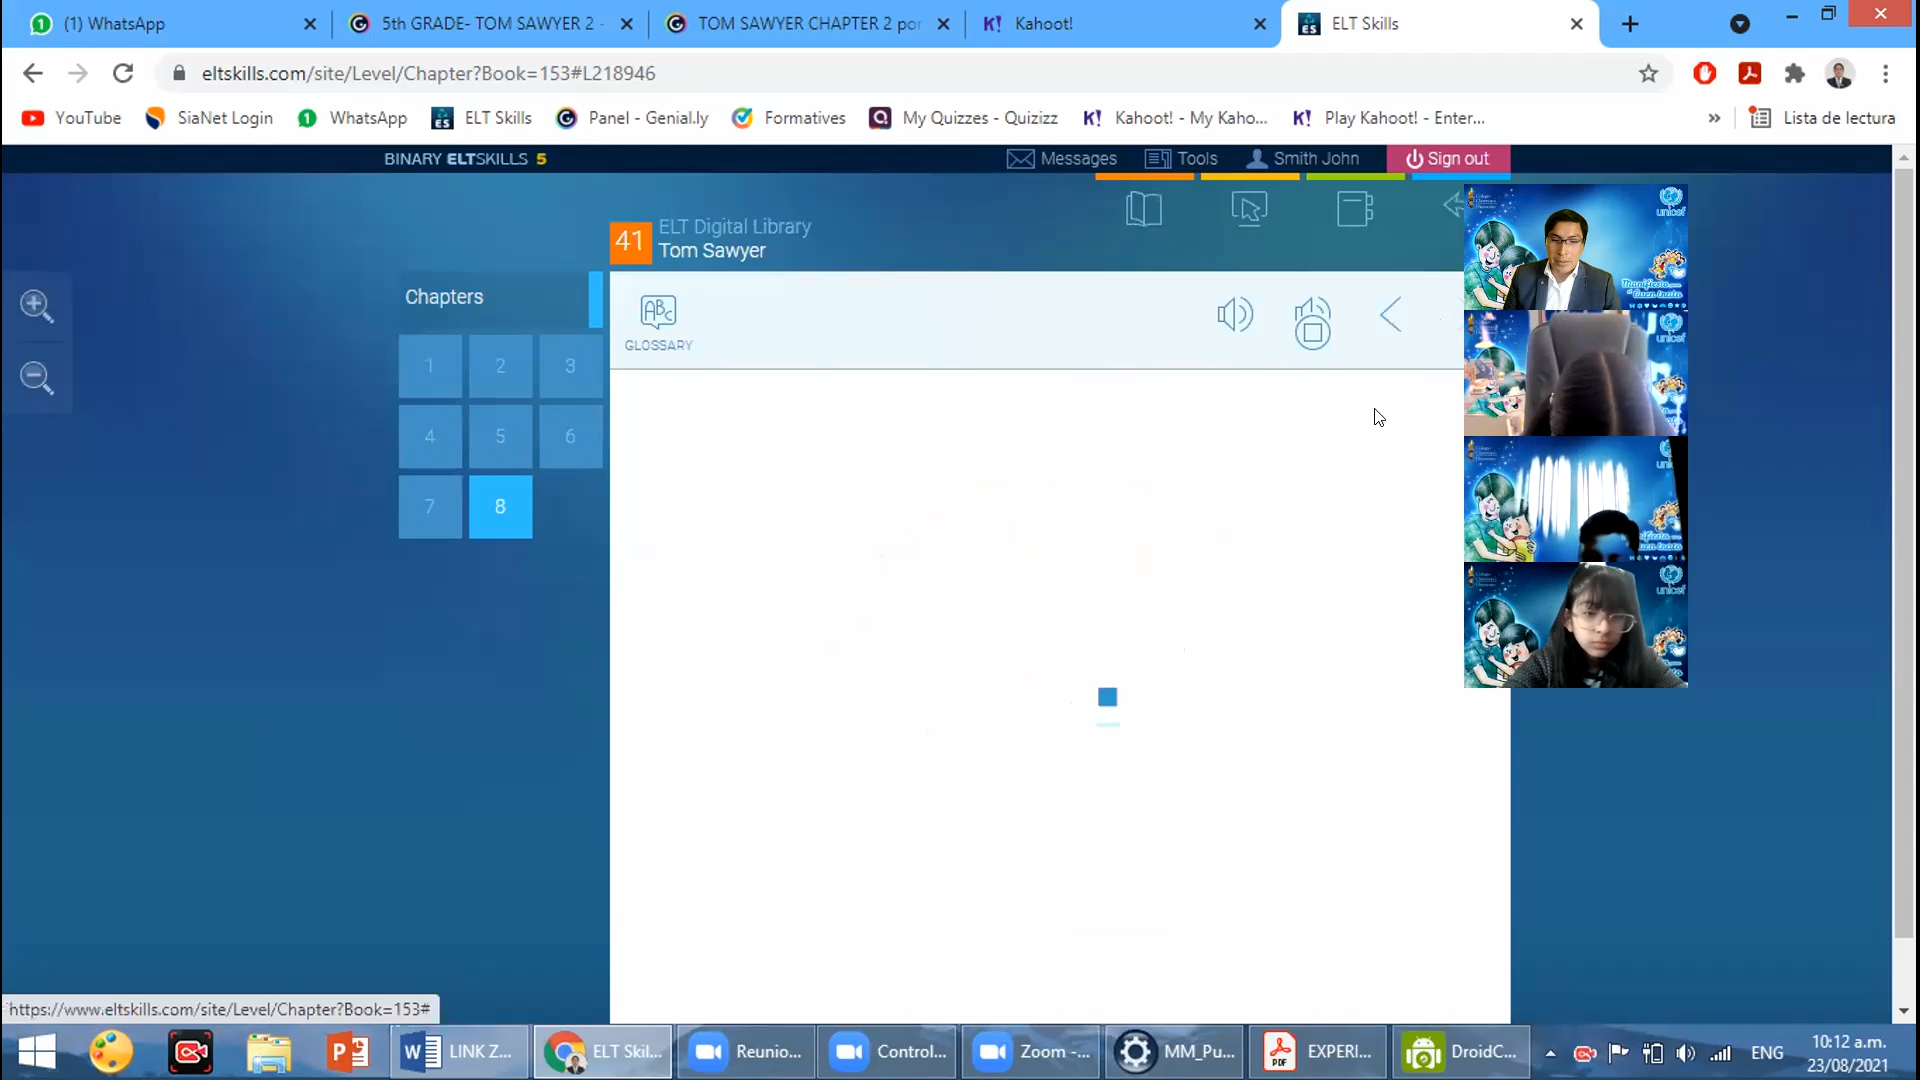 (1) WhatsApp
5th GRADE- TOM SAWYER 2 -
TOM SAWYER CHAPTER 2 por
Kahoot!
ELT Skills
eltskills.com/site/Level/Chapter?Book=153#L218946
YouTube
SiaNet Login
WhatsApp
ELT Skills
Panel - Genial.ly
Formatives
My Quizzes - Quizizz
Kahoot! - My Kaho...
Play Kahoot! - Enter...
»
Lista de lectura
BINARY ELTSKILLS 5
Messages
Tools
Smith John
Sign out
41
ELT Digital Library
Tom Sawyer
Chapters
1 2 3
4 5 6
7 8
ABC
GLOSSARY
unicef
unicef
unicef
https://www.eltskills.com/site/Level/Chapter?Book=153#
LINK Z...
ELT Skil...
Reunio...
Control...
Zoom -...
MM_Pu...
EXPERI...
DroidC...
ENG
10:12 a.m.
23/08/2021